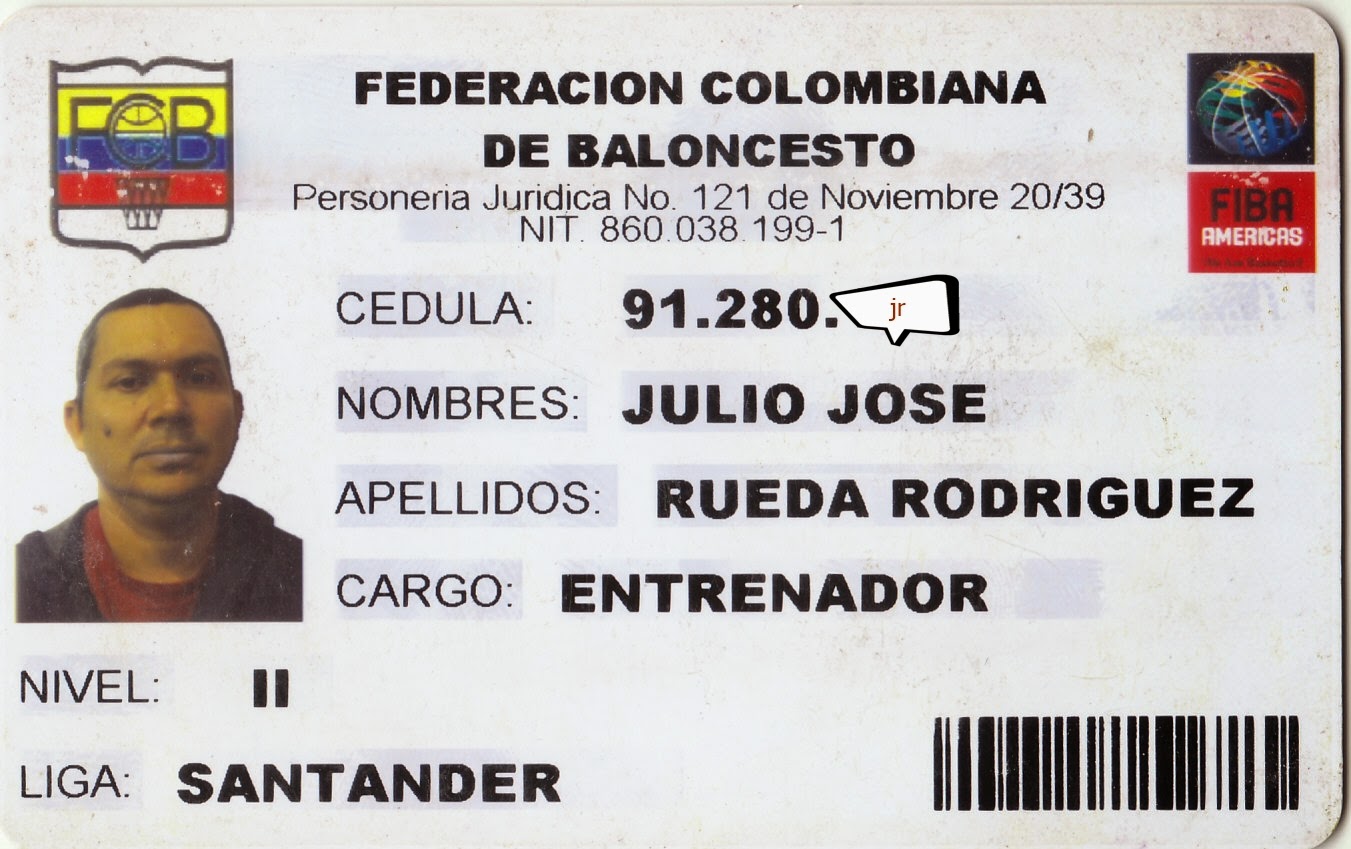 FCB
FEDERACION COLOMBIANA
DE BALONCESTO
Personeria Juridica No. 121 de Noviembre 20/39
NIT. 860.038.199-1
FIBA
AMERICAS
CEDULA: 91.280. jr
NOMBRES: JULIO JOSE
APELLIDOS: RUEDA RODRIGUEZ
CARGO: ENTRENADOR
NIVEL: II
LIGA: SANTANDER